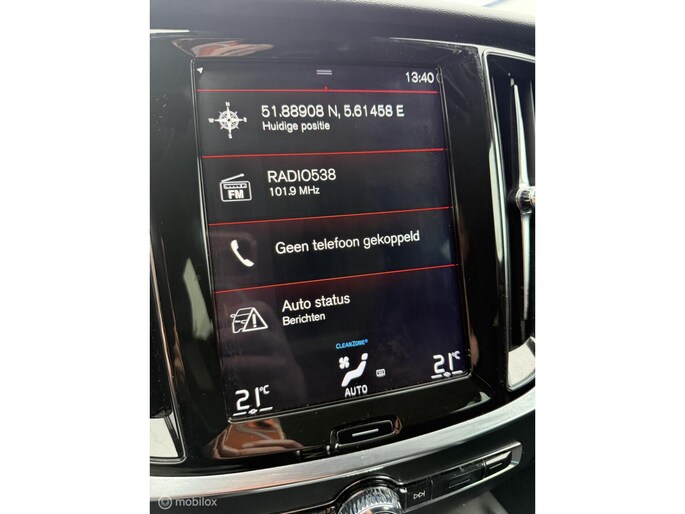 13:40
N
51.88908 N, 5.61458 E
Huidige positie
RADIO538
FM
101.9 MHz
Geen telefoon gekoppeld
Auto status
Berichten
CLEANZONE®
21°C
AUTO
21°C
© mobilox